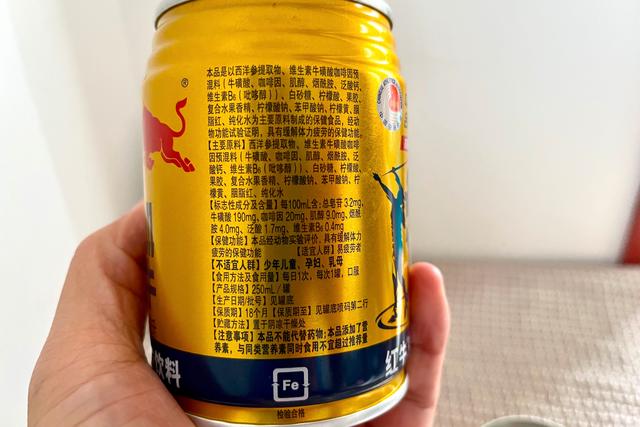 本品是以西洋参提取物、维生素牛磺酸咖啡因预
混料(牛磺酸、咖啡因、肌醇、烟酰胺、泛酸钙、
维生素B₆(吡哆醇))、白砂糖、柠檬酸、果胶、
复合水果香精、柠檬酸钠、苯甲酸钠、柠檬黄、胭
脂红、纯化水为主要原料制成的保健食品，经动
物功能试验证明，具有缓解体力疲劳的保健功能。
【主要原料】西洋参提取物、维生素牛磺酸咖啡
因预混料(牛磺酸、咖啡因、肌醇、烟酰胺、泛酸
钙、维生素B₆(吡哆醇))、白砂糖、柠檬酸、
果胶、复合水果香精、柠檬酸钠、苯甲酸钠、柠
檬黄、胭脂红、纯化水
【标志性成分及含量】每100mL含:总皂苷 3.2mg、
牛磺酸 190mg、咖啡因 20mg、肌醇 9.0mg、烟酰
胺 4.0mg、泛酸 1.7mg、维生素B₆ 0.4mg
【保健功能】本品经动物实验评价，具有缓解体力
疲劳的保健功能 【适宜人群】易疲劳者
【不适宜人群】少年儿童、孕妇、乳母
【食用方法及食用量】每日1次，每次1罐，口服
【产品规格】250mL/罐
【生产日期/批号】见罐底
【保质期】18个月【保质期至】见罐底喷码第二行
【贮藏方法】置于阴凉干燥处
【注意事项】本品不能代替药物;本品添加了营
养素，与同类营养素同时食用不宜超过推荐量
饮料
Fe
检验合格
红牛
®